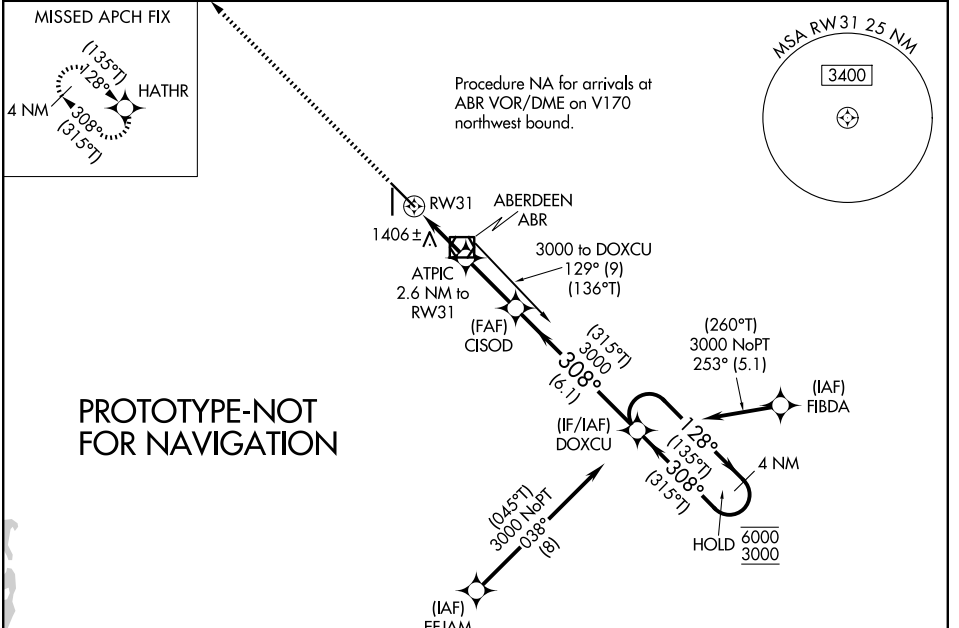 MISSED APCH FIX
(135°T)
128°
HATHR
4 NM
308°
(315°T)
Procedure NA for arrivals at
ABR VOR/DME on V170
northwest bound.
MSA RW31 25 NM
3400
RW31
1406±
ABERDEEN
ABR
3000 to DOXCU
129° (9)
(136°T)
ATPIC
2.6 NM to
RW31
(FAF)
CISOD
(315°T)
3000
308°
(6.1)
(260°T)
3000 NoPT
253° (5.1)
(IAF)
FIBDA
PROTOTYPE-NOT
FOR NAVIGATION
(IF/IAF)
DOXCU
128°
(135°T)
308°
(315°T)
4 NM
HOLD
6000
3000
(045°T)
3000 NoPT
038°
(8)
(IAF)